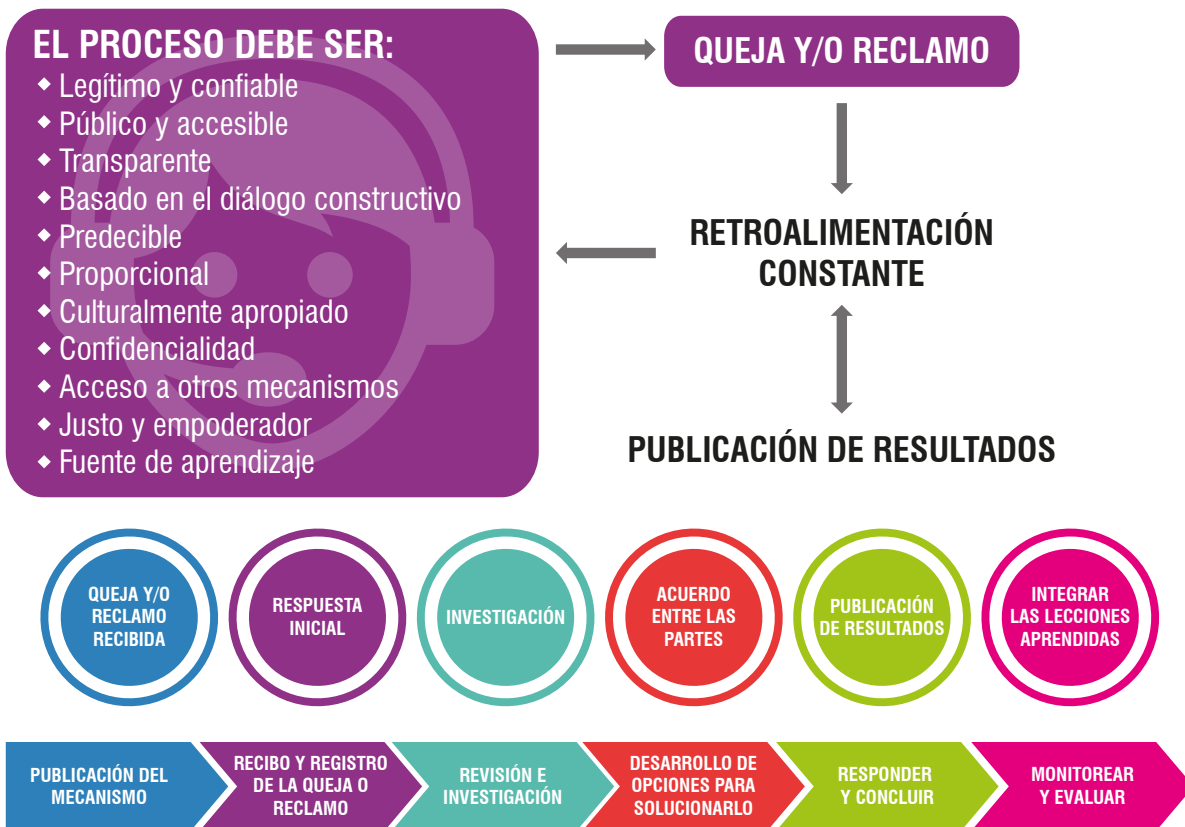 EL PROCESO DEBE SER:
Legítimo y confiable
Público y accesible
Transparente
Basado en el diálogo constructivo
Predecible
Proporcional
Culturalmente apropiado
Confidencialidad
Acceso a otros mecanismos
Justo y empoderador
Fuente de aprendizaje
QUEJA Y/O RECLAMO
RETROALIMENTACIÓN
CONSTANTE
PUBLICACIÓN DE RESULTADOS
QUEJA Y/O
RECLAMO
RECIBIDA
RESPUESTA
INICIAL
INVESTIGACIÓN
ACUERDO
ENTRE LAS
PARTES
PUBLICACIÓN
DE RESULTADOS
INTEGRAR
LAS LECCIONES
APRENDIDAS
PUBLICACIÓN DEL
MECANISMO
RECIBO Y REGISTRO
DE LA QUEJA O
RECLAMO
REVISIÓN E
INVESTIGACIÓN
DESARROLLO DE
OPCIONES PARA
SOLUCIONARLO
RESPONDER
Y CONCLUIR
MONITOREAR
Y EVALUAR